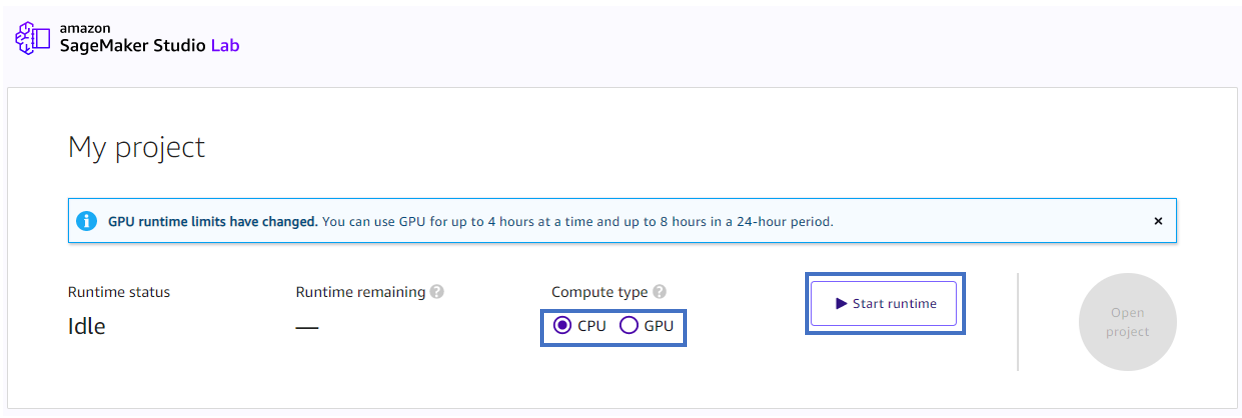 amazon
SageMaker Studio Lab
My project
GPU runtime limits have changed. You can use GPU for up to 4 hours at a time and up to 8 hours in a 24-hour period.
Runtime status
Runtime remaining
Compute type
Idle
—
CPU GPU
Start runtime
Open
project